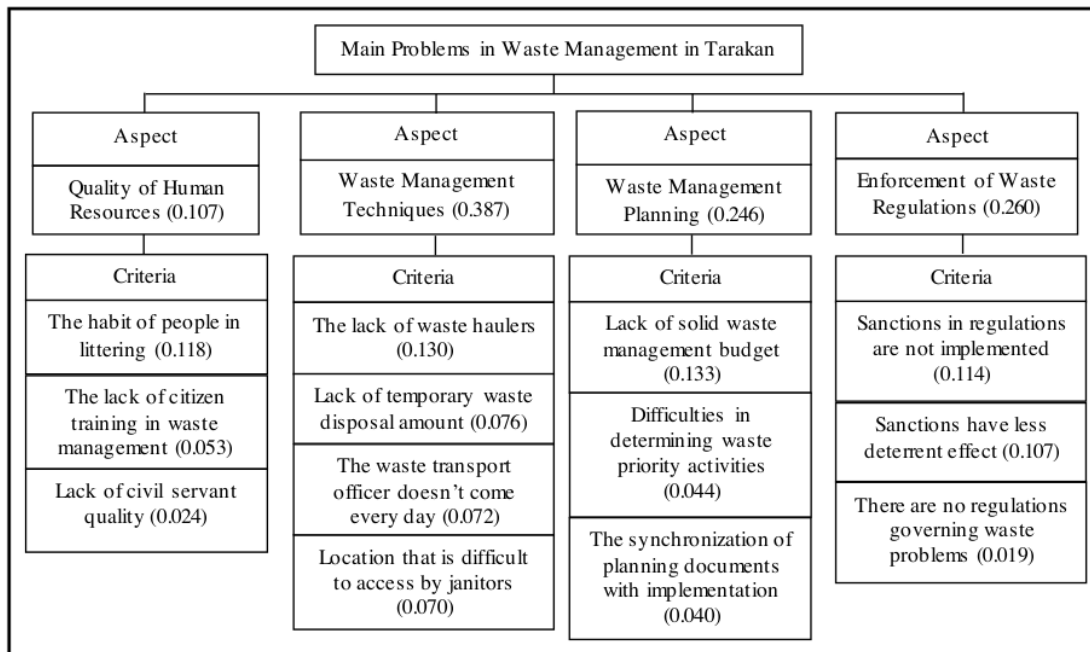 Main Problems in Waste Management in Tarakan
Aspect
Quality of Human
Resources (0.107)
Criteria
The habit of people in
littering (0.118)
The lack of citizen
training in waste
management (0.053)
Lack of civil servant
quality (0.024)
Aspect
Waste Management
Techniques (0.387)
Criteria
The lack of waste haulers
(0.130)
Lack of temporary waste
disposal amount (0.076)
The waste transport
officer doesn't come
every day (0.072)
Location that is difficult
to access by janitors
(0.070)
Aspect
Waste Management
Planning (0.246)
Criteria
Lack of solid waste
management budget
(0.133)
Difficulties in
determining waste
priority activities
(0.044)
The synchronization of
planning documents
with implementation
(0.040)
Aspect
Enforcement of Waste
Regulations (0.260)
Criteria
Sanctions in regulations
are not implemented
(0.114)
Sanctions have less
deterrent effect (0.107)
There are no regulations
governing waste
problems (0.019)